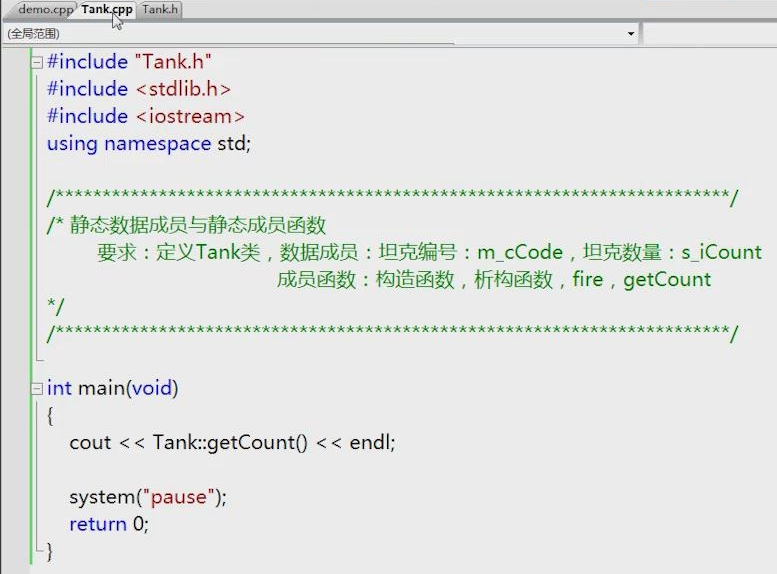 demo.cpp Tank.cpp Tank.h
(全局范围)
#include "Tank.h"
#include <stdlib.h>
#include <iostream>
using namespace std;
/*************************************************************************/
/* 静态数据成员与静态成员函数
要求：定义Tank类，数据成员：坦克编号：m_cCode，坦克数量：s_iCount
成员函数：构造函数，析构函数，fire，getCount
*/
/*************************************************************************/
int main(void)
{
cout << Tank::getCount() << endl;
system("pause");
return 0;
}